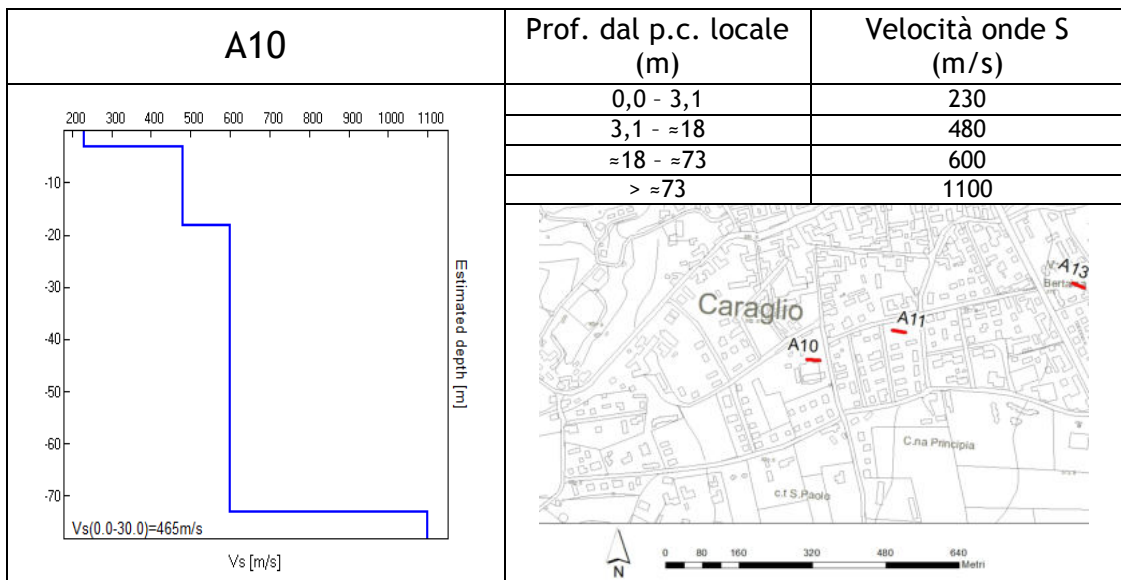 A10
Prof. dal p.c. locale
(m)
Velocità onde S
(m/s)
0,0 – 3,1
230
3,1 – ≈18
480
≈18 – ≈73
600
> ≈73
1100
200 300 400 500 600 700 800 900 1000 1100
-10
-20
-30
-40
-50
-60
-70
Estimated depth [m]
Vs(0.0-30.0)=465m/s
Vs [m/s]
Caraglio
A10
A11
A13
C.na Principia
c.t S.Paolo
N
0 80 160 320 480 640
Metri